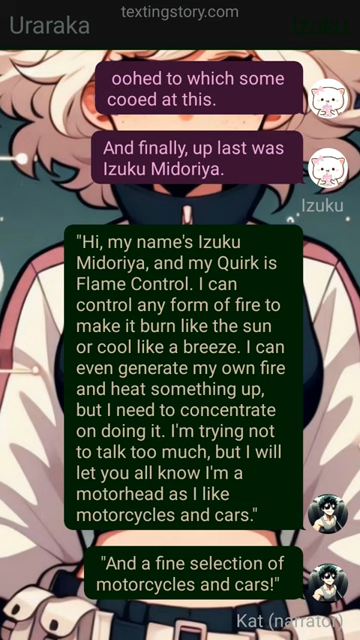 textingstory.com
Uraraka
Izuku
oohed to which some
cooed at this.
And finally, up last was
Izuku Midoriya.
Izuku
"Hi, my name's Izuku
Midoriya, and my Quirk is
Flame Control. I can
control any form of fire to
make it burn like the sun
or cool like a breeze. I can
even generate my own fire
and heat something up,
but I need to concentrate
on doing it. I'm trying not
to talk too much, but I will
let you all know I'm a
motorhead as I like
motorcycles and cars."
"And a fine selection of
motorcycles and cars!"
Kat (narrator)